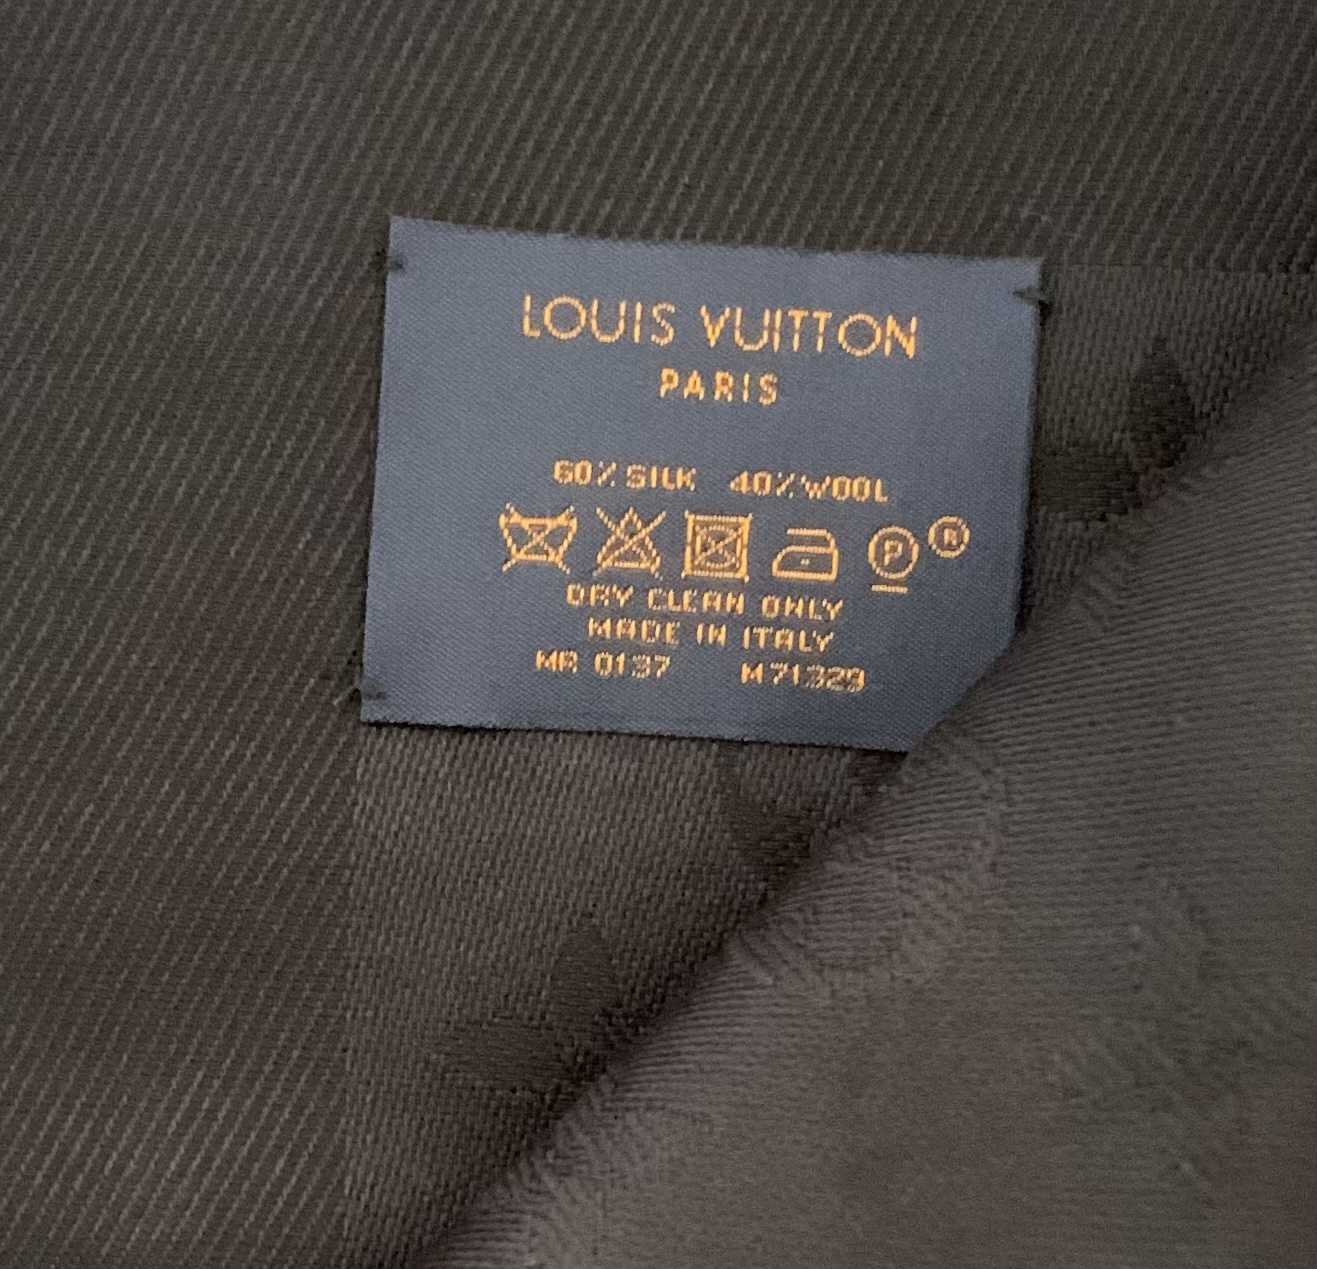 LOUIS VUITTON
PARIS
60% SILK 40% WOOL
P R
DRY CLEAN ONLY
MADE IN ITALY
MR 0137 M71329